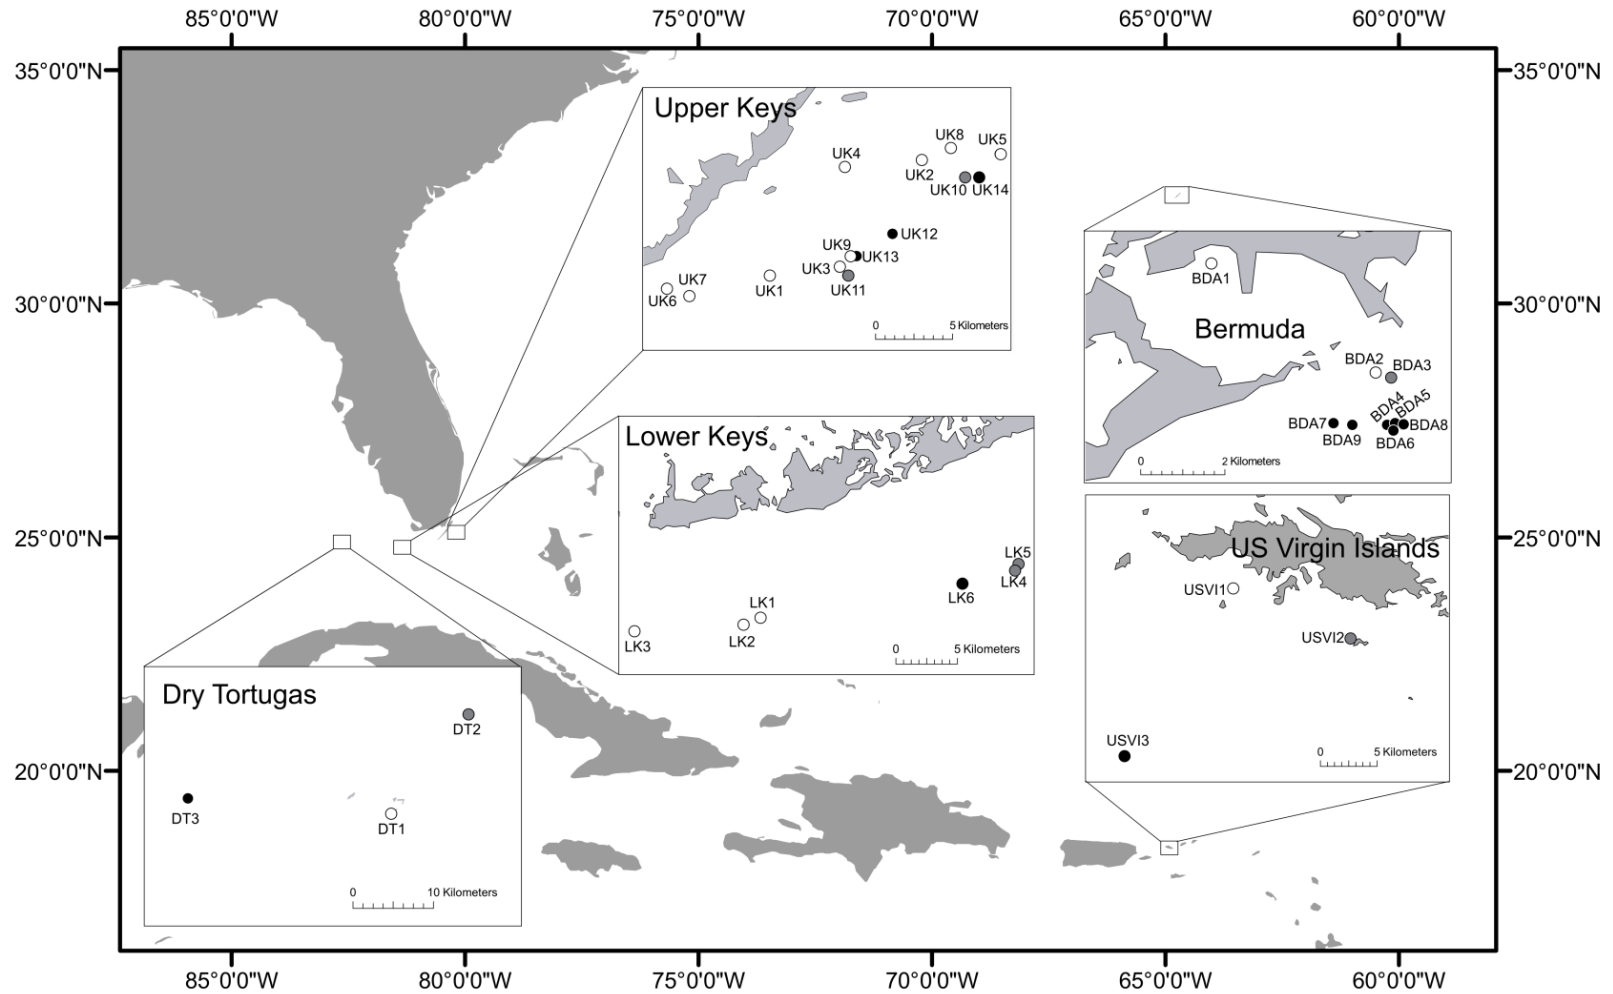 85°0'0"W 80°0'0"W 75°0'0"W 70°0'0"W 65°0'0"W 60°0'0"W
35°0'0"N 35°0'0"N
Upper Keys
UK8
UK5
UK4
UK2
UK10 UK14
UK12
UK9
UK13
UK3
UK7
UK6
UK1
UK11
0 5 Kilometers
30°0'0"N 30°0'0"N
BDA1
Bermuda
BDA2
BDA3
BDA4
BDA5
BDA7
BDA8
BDA9
BDA6
0 2 Kilometers
Lower Keys
LK5
LK4
LK6
LK1
LK2
LK3
0 5 Kilometers
25°0'0"N 25°0'0"N
US Virgin Islands
USVI1
USVI2
USVI3
0 5 Kilometers
Dry Tortugas
DT2
DT3
DT1
0 10 Kilometers
20°0'0"N 20°0'0"N
85°0'0"W 80°0'0"W 75°0'0"W 70°0'0"W 65°0'0"W 60°0'0"W